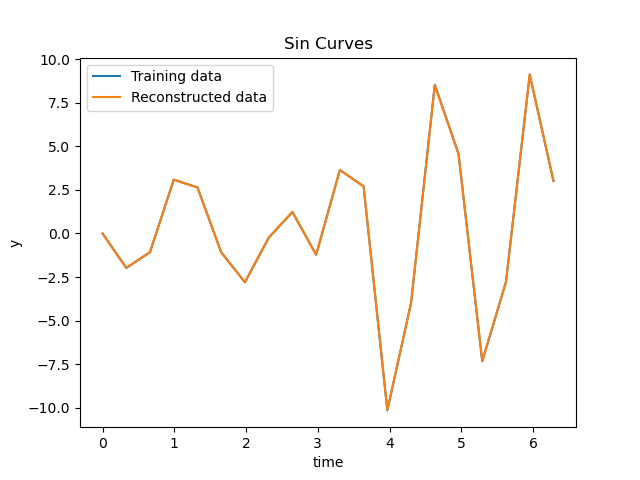 Sin Curves
Training data
Reconstructed data
10.0
7.5
5.0
2.5
0.0
−2.5
−5.0
−7.5
−10.0
y
0 1 2 3 4 5 6
time